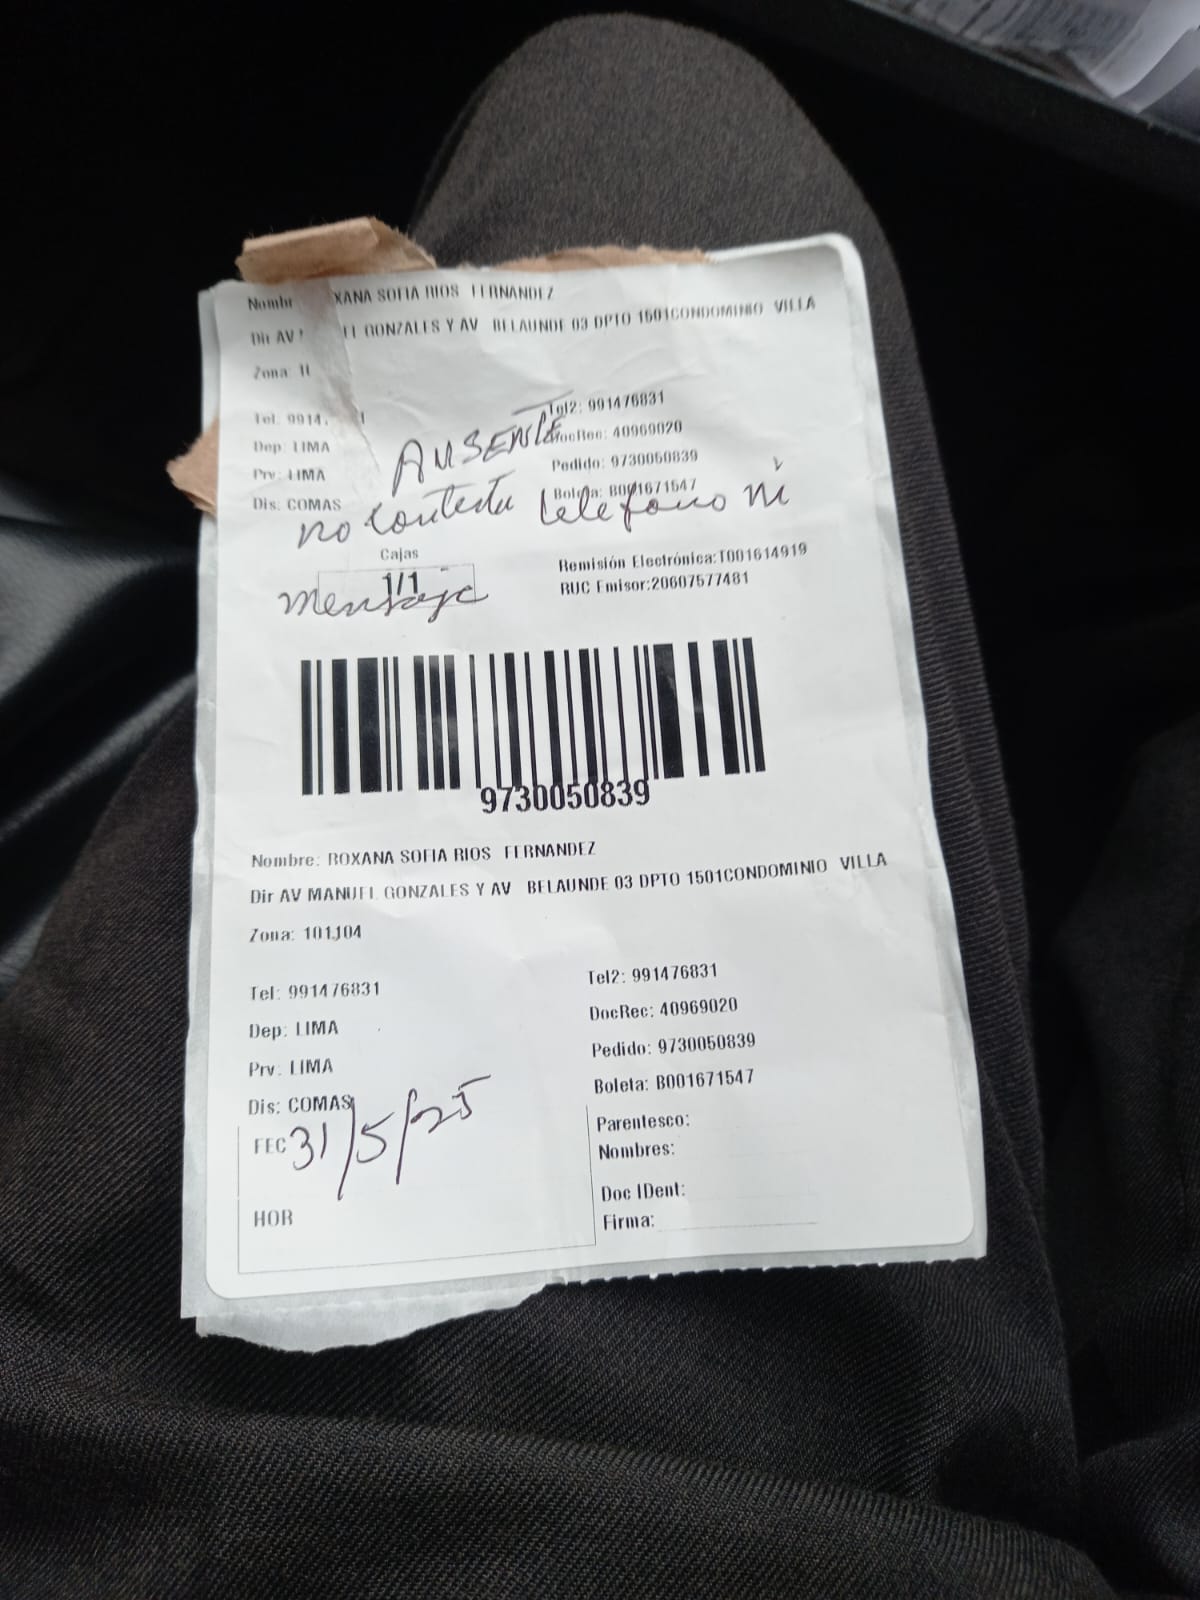 Nombr XANA SOFIA RIOS FERNANDEZ
Dir AV EL GONZALES Y AV BELAUNDE 03 DPTO 1501CONDOMINIO VILLA
Zona: 1
Tel: 9914 1 Tel2: 991476831
Dep: LIMA DocRec: 40969020
Prv: LIMA Pedido: 9730050839
Dis: COMAS Boleta: B001671547
AUSENTE
no contesta teléfono ni
mensaje
Cajas
1/1
Remisión Electrónica:T001614919
RUC Emisor:20607577481
9730050839
Nombre: ROXANA SOFIA RIOS FERNANDEZ
Dir AV MANUEL GONZALES Y AV BELAUNDE 03 DPTO 1501CONDOMINIO VILLA
Zona: 101104
Tel: 991476831 Tel2: 991476831
Dep: LIMA DocRec: 40969020
Prv: LIMA Pedido: 9730050839
Dis: COMAS Boleta: B001671547
FEC 31/5/25
HOR
Parentesco:
Nombres:
Doc IDent:
Firma: